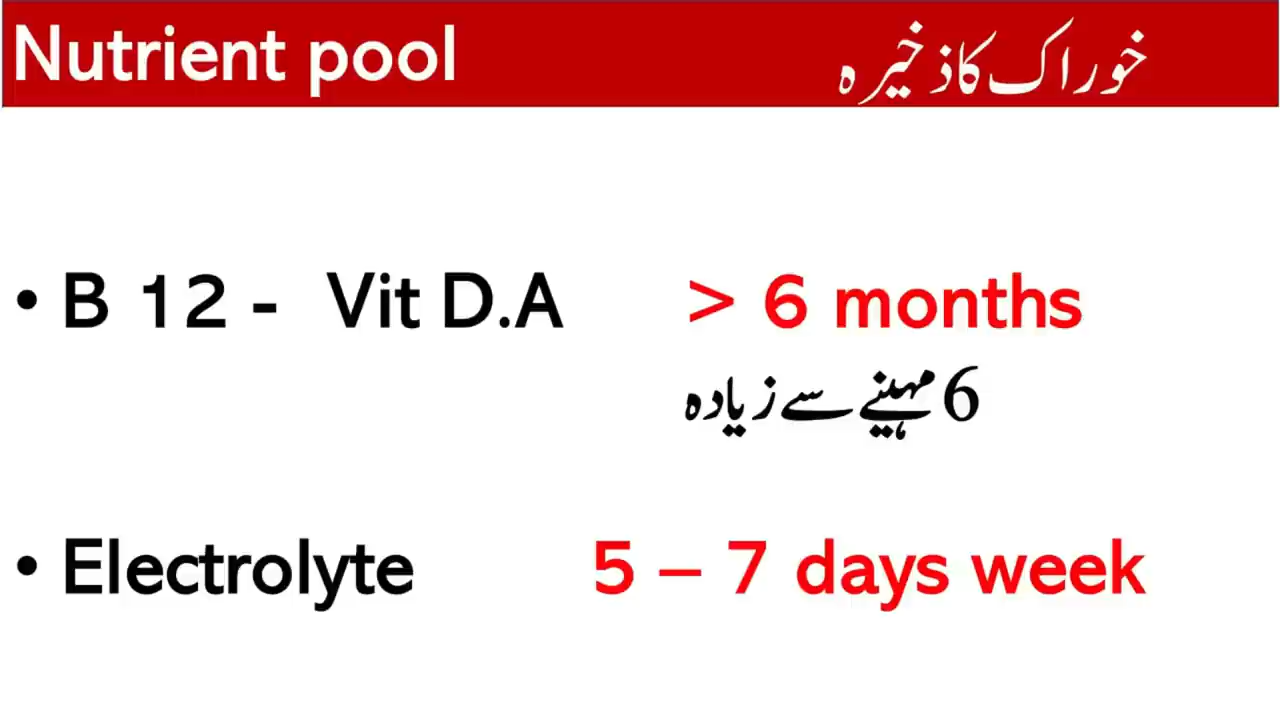 Nutrient pool خوراک کا ذخیرہ
• B 12 - Vit D.A > 6 months
6 مہینے سے زیادہ
• Electrolyte 5 – 7 days week